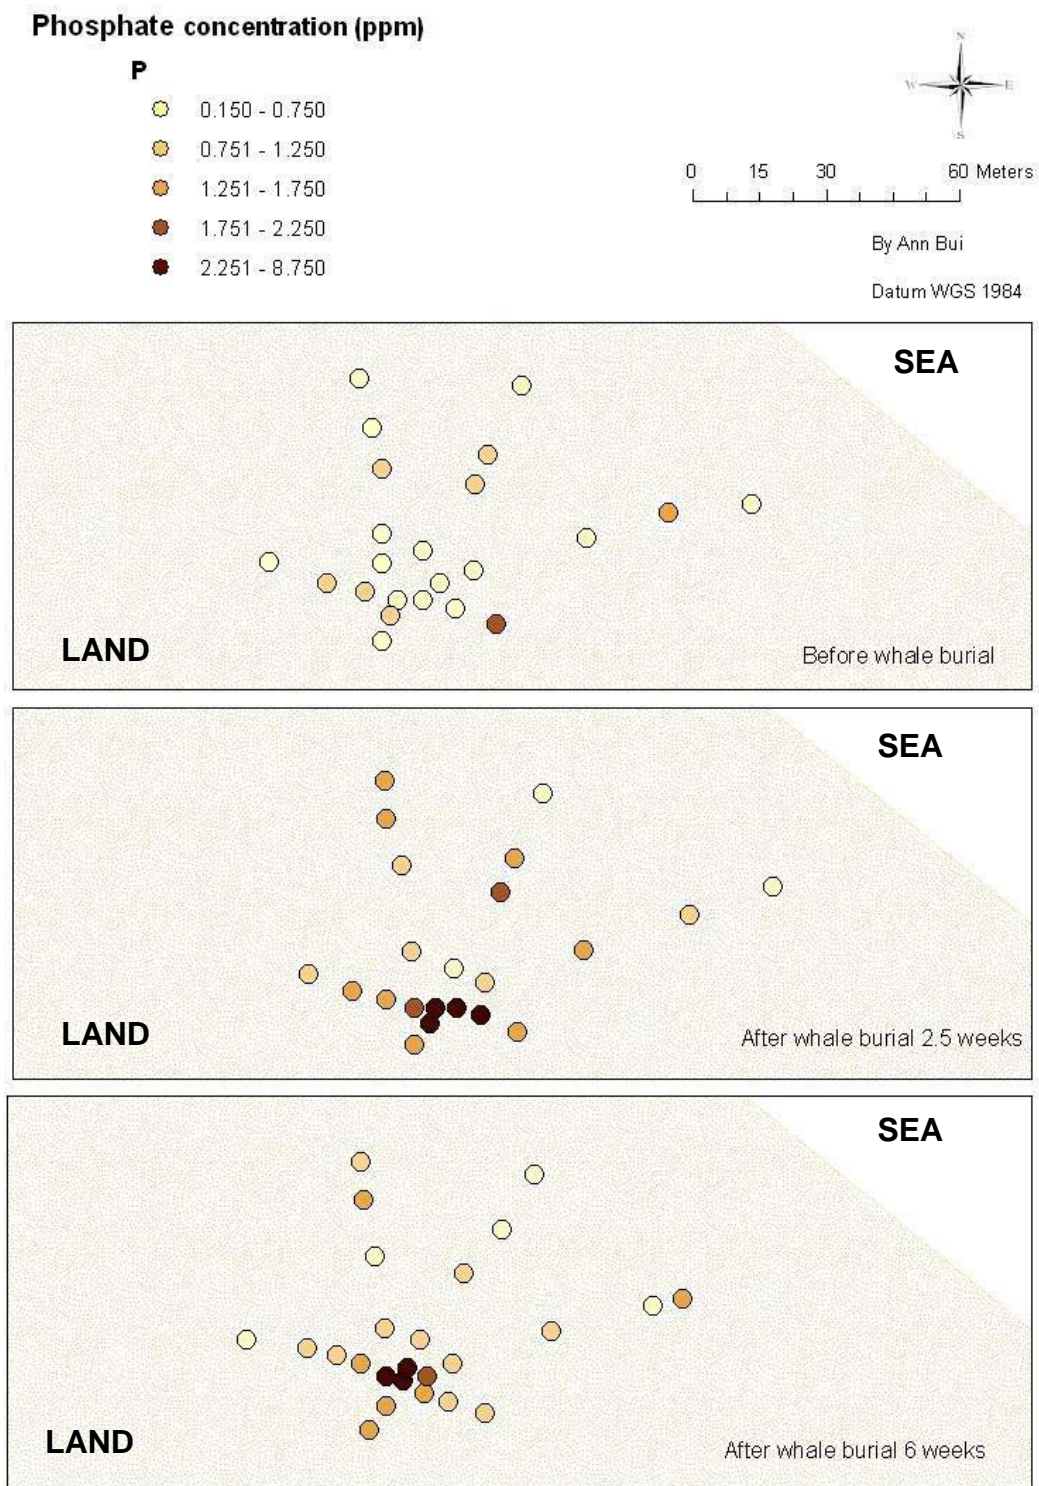 Phosphate concentration (ppm)
P
0.150 - 0.750
0.751 - 1.250
1.251 - 1.750
1.751 - 2.250
2.251 - 8.750
N
W
E
S
0 15 30 60 Meters
By Ann Bui
Datum WGS 1984
SEA
LAND
Before whale burial
SEA
LAND
After whale burial 2.5 weeks
SEA
LAND
After whale burial 6 weeks